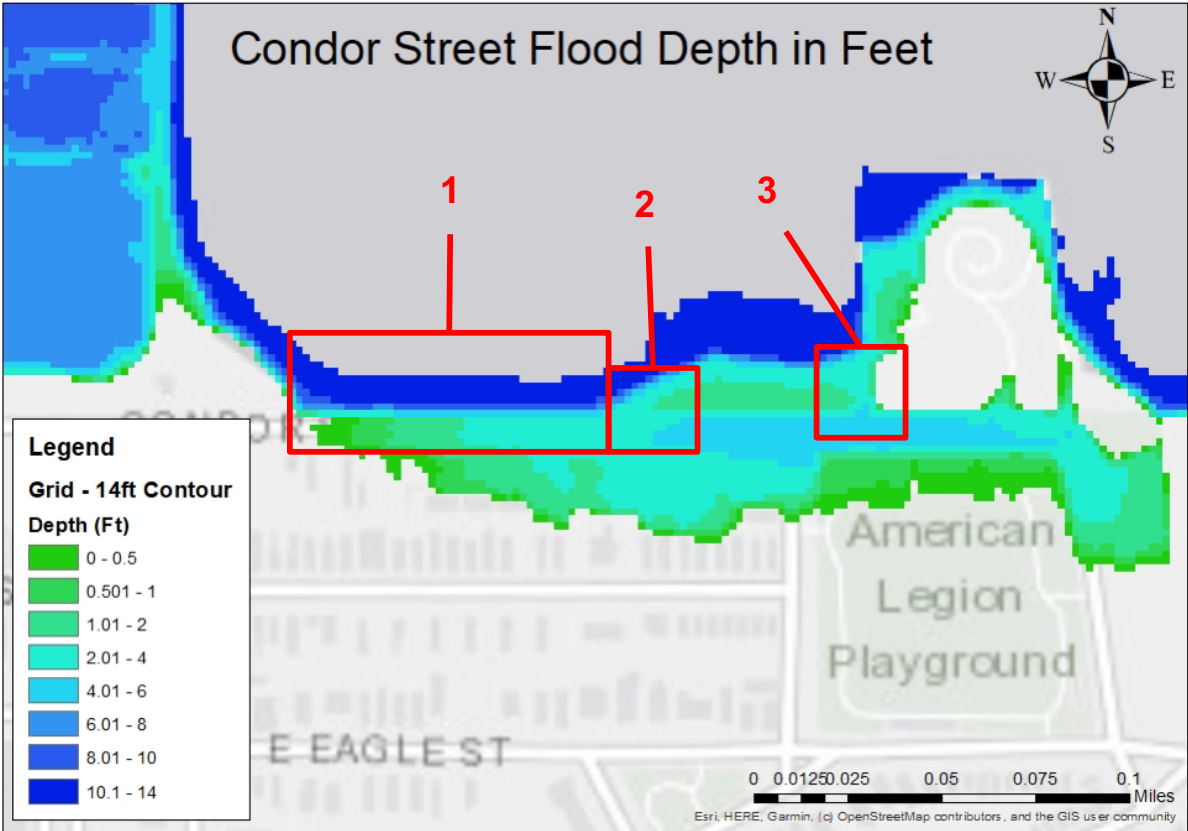 Condor Street Flood Depth in Feet
N
W
E
S
1
2
3
Legend
Grid - 14ft Contour
Depth (Ft)
0 - 0.5
0.501 - 1
1.01 - 2
2.01 - 4
4.01 - 6
6.01 - 8
8.01 - 10
10.1 - 14
American
Legion
Playground
E EAGLE ST
0 0.0125 0.025 0.05 0.075 0.1
Miles
Esri, HERE, Garmin, (c) OpenStreetMap contributors, and the GIS user community